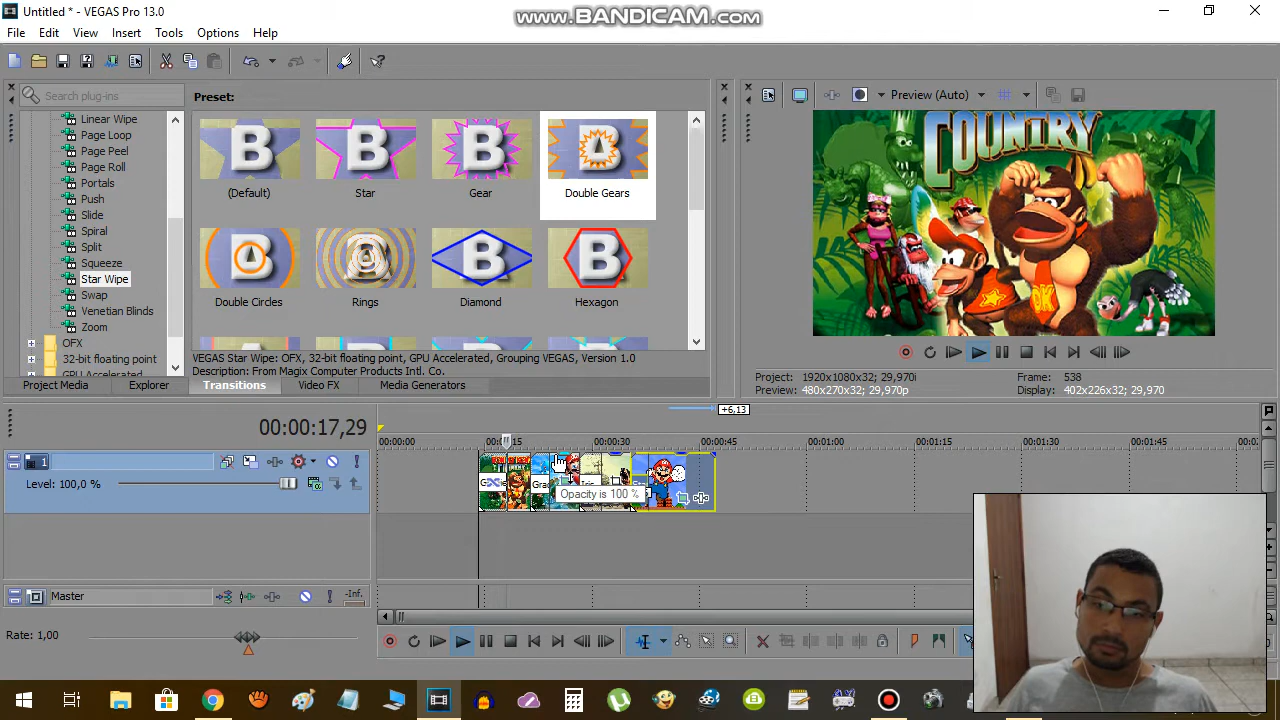 Untitled * - VEGAS Pro 13.0
www.BANDICAM.com
File Edit View Insert Tools Options Help
Search plug-ins
Preset:
Preview (Auto)
Linear Wipe
Page Loop
Page Peel
Page Roll
Portals
Push
Slide
Spiral
Split
Squeeze
Star Wipe
Swap
Venetian Blinds
Zoom
OFX
32-bit floating point
(Default) Star Gear Double Gears
Double Circles Rings Diamond Hexagon
VEGAS Star Wipe: OFX, 32-bit floating point, GPU Accelerated, Grouping VEGAS, Version 1.0
Description: From Magix Computer Products Intl. Co.
Project Media Explorer Transitions Video FX Media Generators
COUNTRY
DK
Project: 1920x1080x32; 29,970i
Preview: 480x270x32; 29,970p
Frame: 538
Display: 402x226x32; 29,970
+6.13
00:00:17,29
00:00:00 00:00:30 00:00:45 00:01:00 00:01:15 00:01:30 00:01:45
1
Level: 100,0 %
Opacity is 100 %
Master
-Inf.
Rate: 1,00